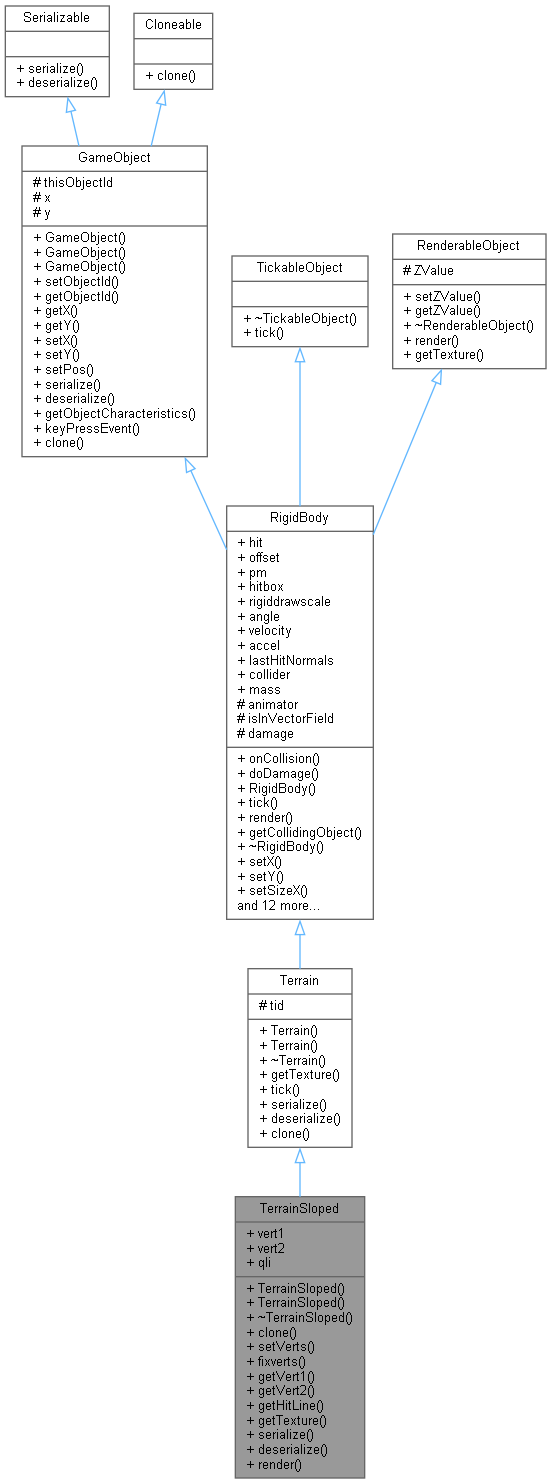 Serializable
+ serialize()
+ deserialize()
Cloneable
+ clone()
GameObject
# thisObjectId
# x
# y
+ GameObject()
+ GameObject()
+ GameObject()
+ setObjectId()
+ getObjectId()
+ getX()
+ getY()
+ setX()
+ setY()
+ setPos()
+ serialize()
+ deserialize()
+ getObjectCharacteristics()
+ keyPressEvent()
+ clone()
TickableObject
+ ~TickableObject()
+ tick()
RenderableObject
# ZValue
+ setZValue()
+ getZValue()
+ ~RenderableObject()
+ render()
+ getTexture()
RigidBody
+ hit
+ offset
+ pm
+ hitbox
+ rigiddrawscale
+ angle
+ velocity
+ accel
+ lastHitNormals
+ collider
+ mass
# animator
# isInVectorField
# damage
+ onCollision()
+ doDamage()
+ RigidBody()
+ tick()
+ render()
+ getCollidingObject()
+ ~RigidBody()
+ setX()
+ setY()
+ setSizeX()
and 12 more...
Terrain
# tid
+ Terrain()
+ Terrain()
+ ~Terrain()
+ getTexture()
+ tick()
+ serialize()
+ deserialize()
+ clone()
TerrainSloped
+ vert1
+ vert2
+ qli
+ TerrainSloped()
+ TerrainSloped()
+ ~TerrainSloped()
+ clone()
+ setVerts()
+ fixverts()
+ getVert1()
+ getVert2()
+ getHitLine()
+ getTexture()
+ serialize()
+ deserialize()
+ render()